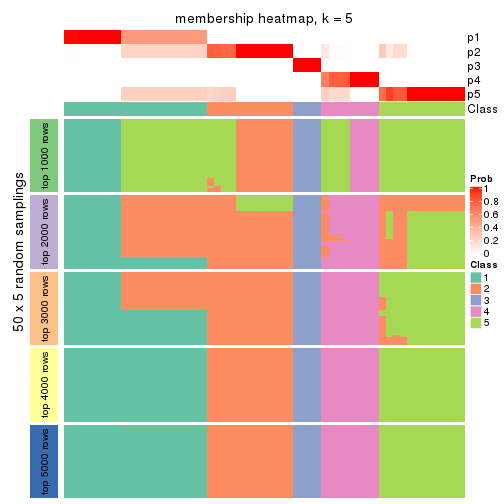 membership heatmap, k = 5
p1
p2
p3
p4
p5
Class
50 x 5 random samplings
top 1000 rows
top 2000 rows
top 3000 rows
top 4000 rows
top 5000 rows
Prob
1
0.8
0.6
0.4
0.2
0
Class
1
2
3
4
5